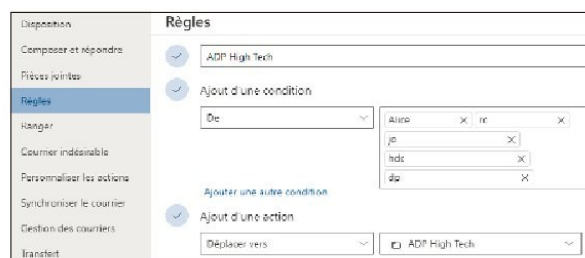 Disposition
Composer et répondre
Pièces jointes
Règles
Ranger
Courrier indésirable
Personnaliser les actions
Synchroniser le courrier
Gestion des courriers
Transfert
Règles
ADP High Tech
Ajout d'une condition
De
Alice
hdc
dp
Ajouter une autre condition
Ajout d'une action
Déplacer vers
ADP High Tech